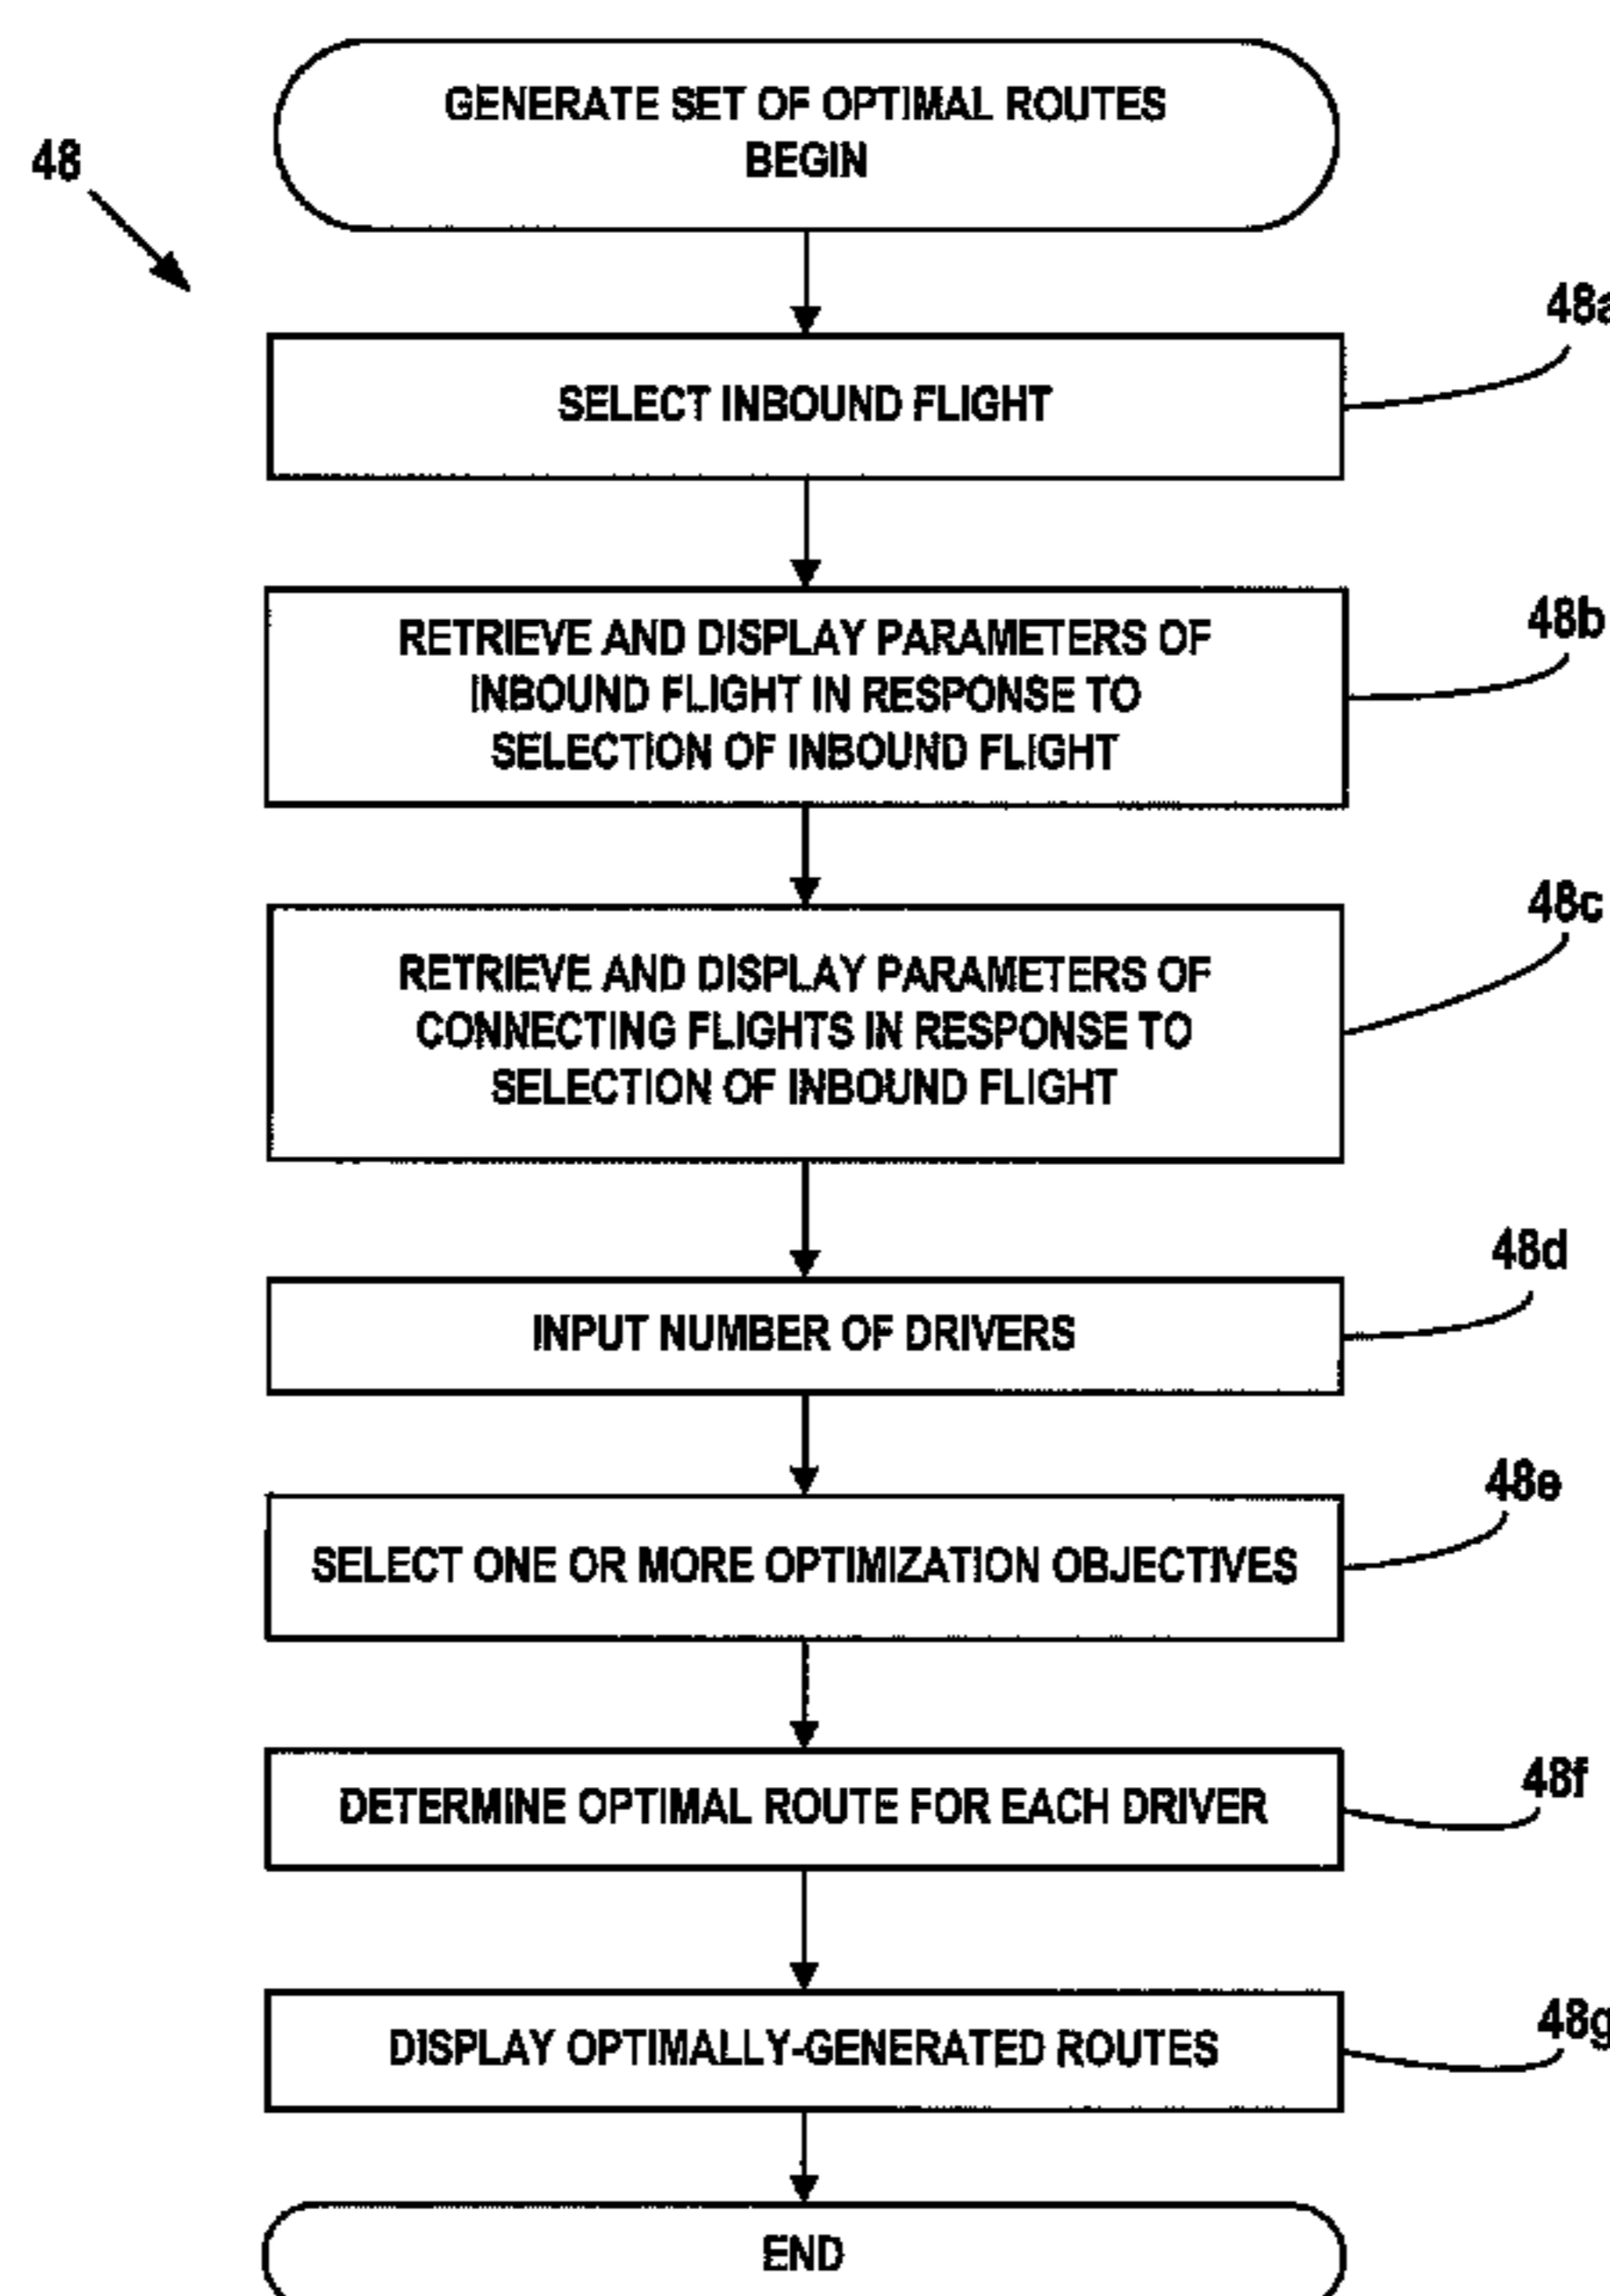 GENERATE SET OF OPTIMAL ROUTES
BEGIN
48
48a
SELECT INBOUND FLIGHT
48b
RETRIEVE AND DISPLAY PARAMETERS OF
INBOUND FLIGHT IN RESPONSE TO
SELECTION OF INBOUND FLIGHT
48c
RETRIEVE AND DISPLAY PARAMETERS OF
CONNECTING FLIGHTS IN RESPONSE TO
SELECTION OF INBOUND FLIGHT
48d
INPUT NUMBER OF DRIVERS
48e
SELECT ONE OR MORE OPTIMIZATION OBJECTIVES
48f
DETERMINE OPTIMAL ROUTE FOR EACH DRIVER
48g
DISPLAY OPTIMALLY-GENERATED ROUTES
END